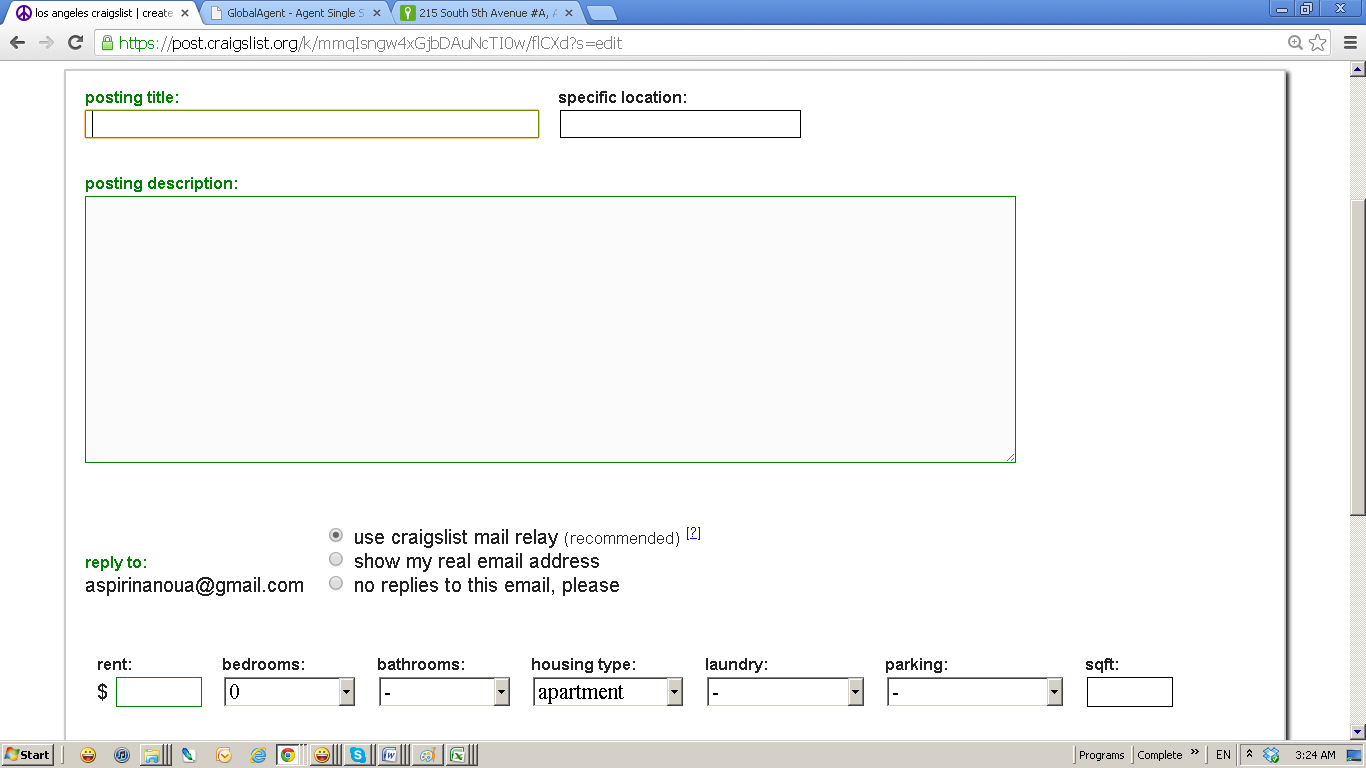 los angeles craigslist | create
GlobalAgent - Agent Single S
215 South 5th Avenue #A, A
https://post.craigslist.org/k/mmqIsngw4xGjbDAuNcTI0w/flCXd?s=edit
posting title: specific location:
posting description:
use craigslist mail relay (recommended) [?]
show my real email address
reply to:
aspirinanoua@gmail.com no replies to this email, please
rent: bedrooms: bathrooms: housing type: laundry: parking: sqft:
$ 0 - apartment - -
Start Programs Complete » EN 3:24 AM